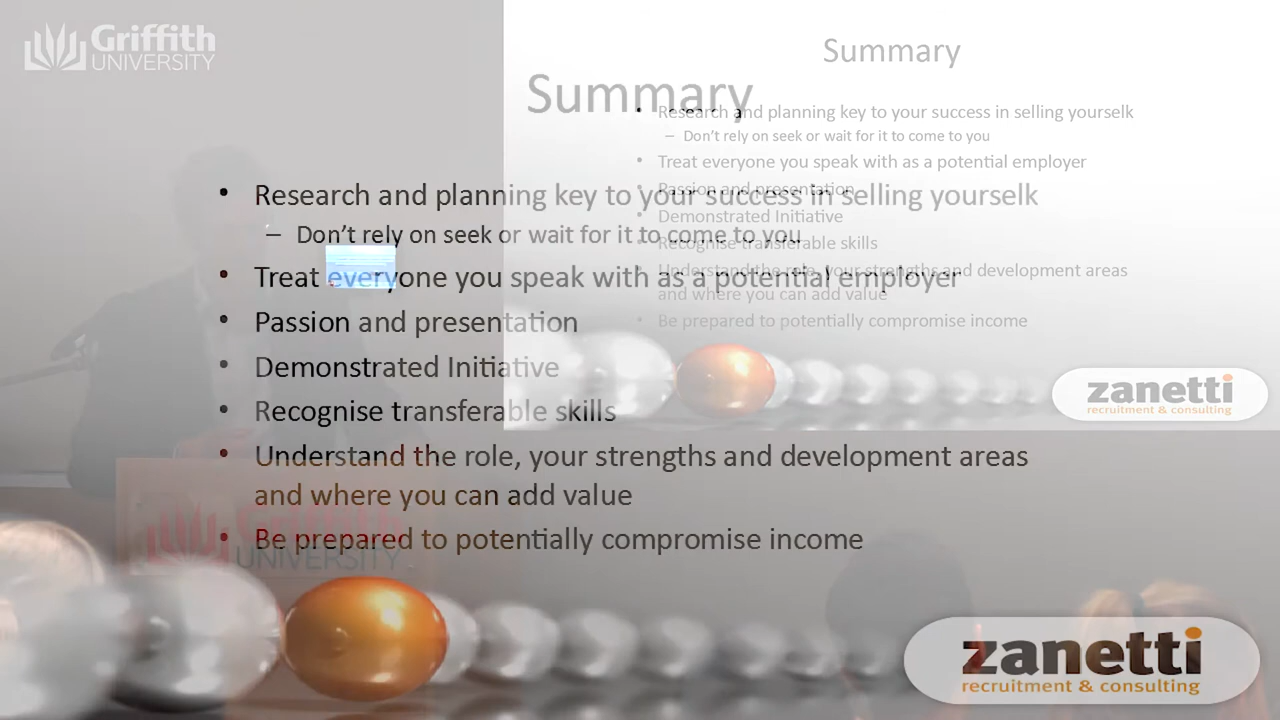 Griffith
UNIVERSITY
Summary
• Research and planning key to your success in selling yourselk
– Don't rely on seek or wait for it to come to you
• Treat everyone you speak with as a potential employer
• Passion and presentation
• Demonstrated Initiative
• Recognise transferable skills
• Understand the role, your strengths and development areas
and where you can add value
• Be prepared to potentially compromise income
zanetti
recruitment & consulting
Summary
• Research and planning key to your success in selling yourselk
– Don't rely on seek or wait for it to come to you
• Treat everyone you speak with as a potential employer
• Passion and presentation
• Demonstrated Initiative
• Recognise transferable skills
• Understand the role, your strengths and development areas
and where you can add value
• Be prepared to potentially compromise income
Griffith
UNIVERSITY
zanetti
recruitment & consulting